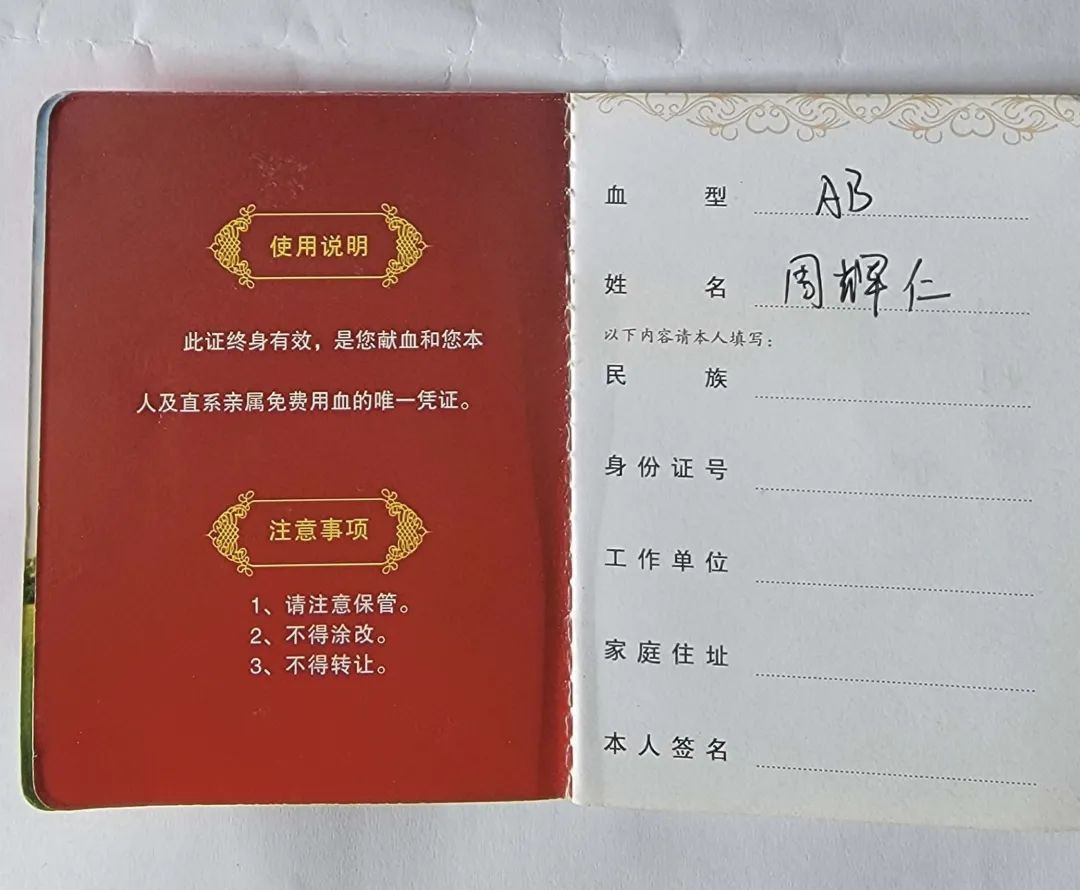 使用说明
此证终身有效，是您献血和您本
人及直系亲属免费用血的唯一凭证。
注意事项
1、请注意保管。
2、不得涂改。
3、不得转让。
血型 AB
姓名 周辉仁
以下内容请本人填写：
民族
身份证号
工作单位
家庭住址
本人签名